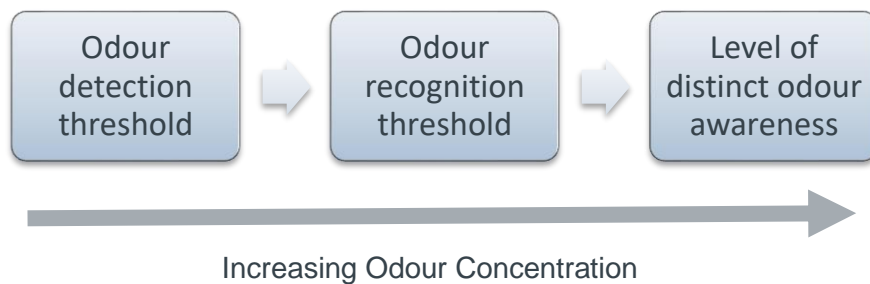 Odour
detection
threshold
Odour
recognition
threshold
Level of
distinct odour
awareness
Increasing Odour Concentration